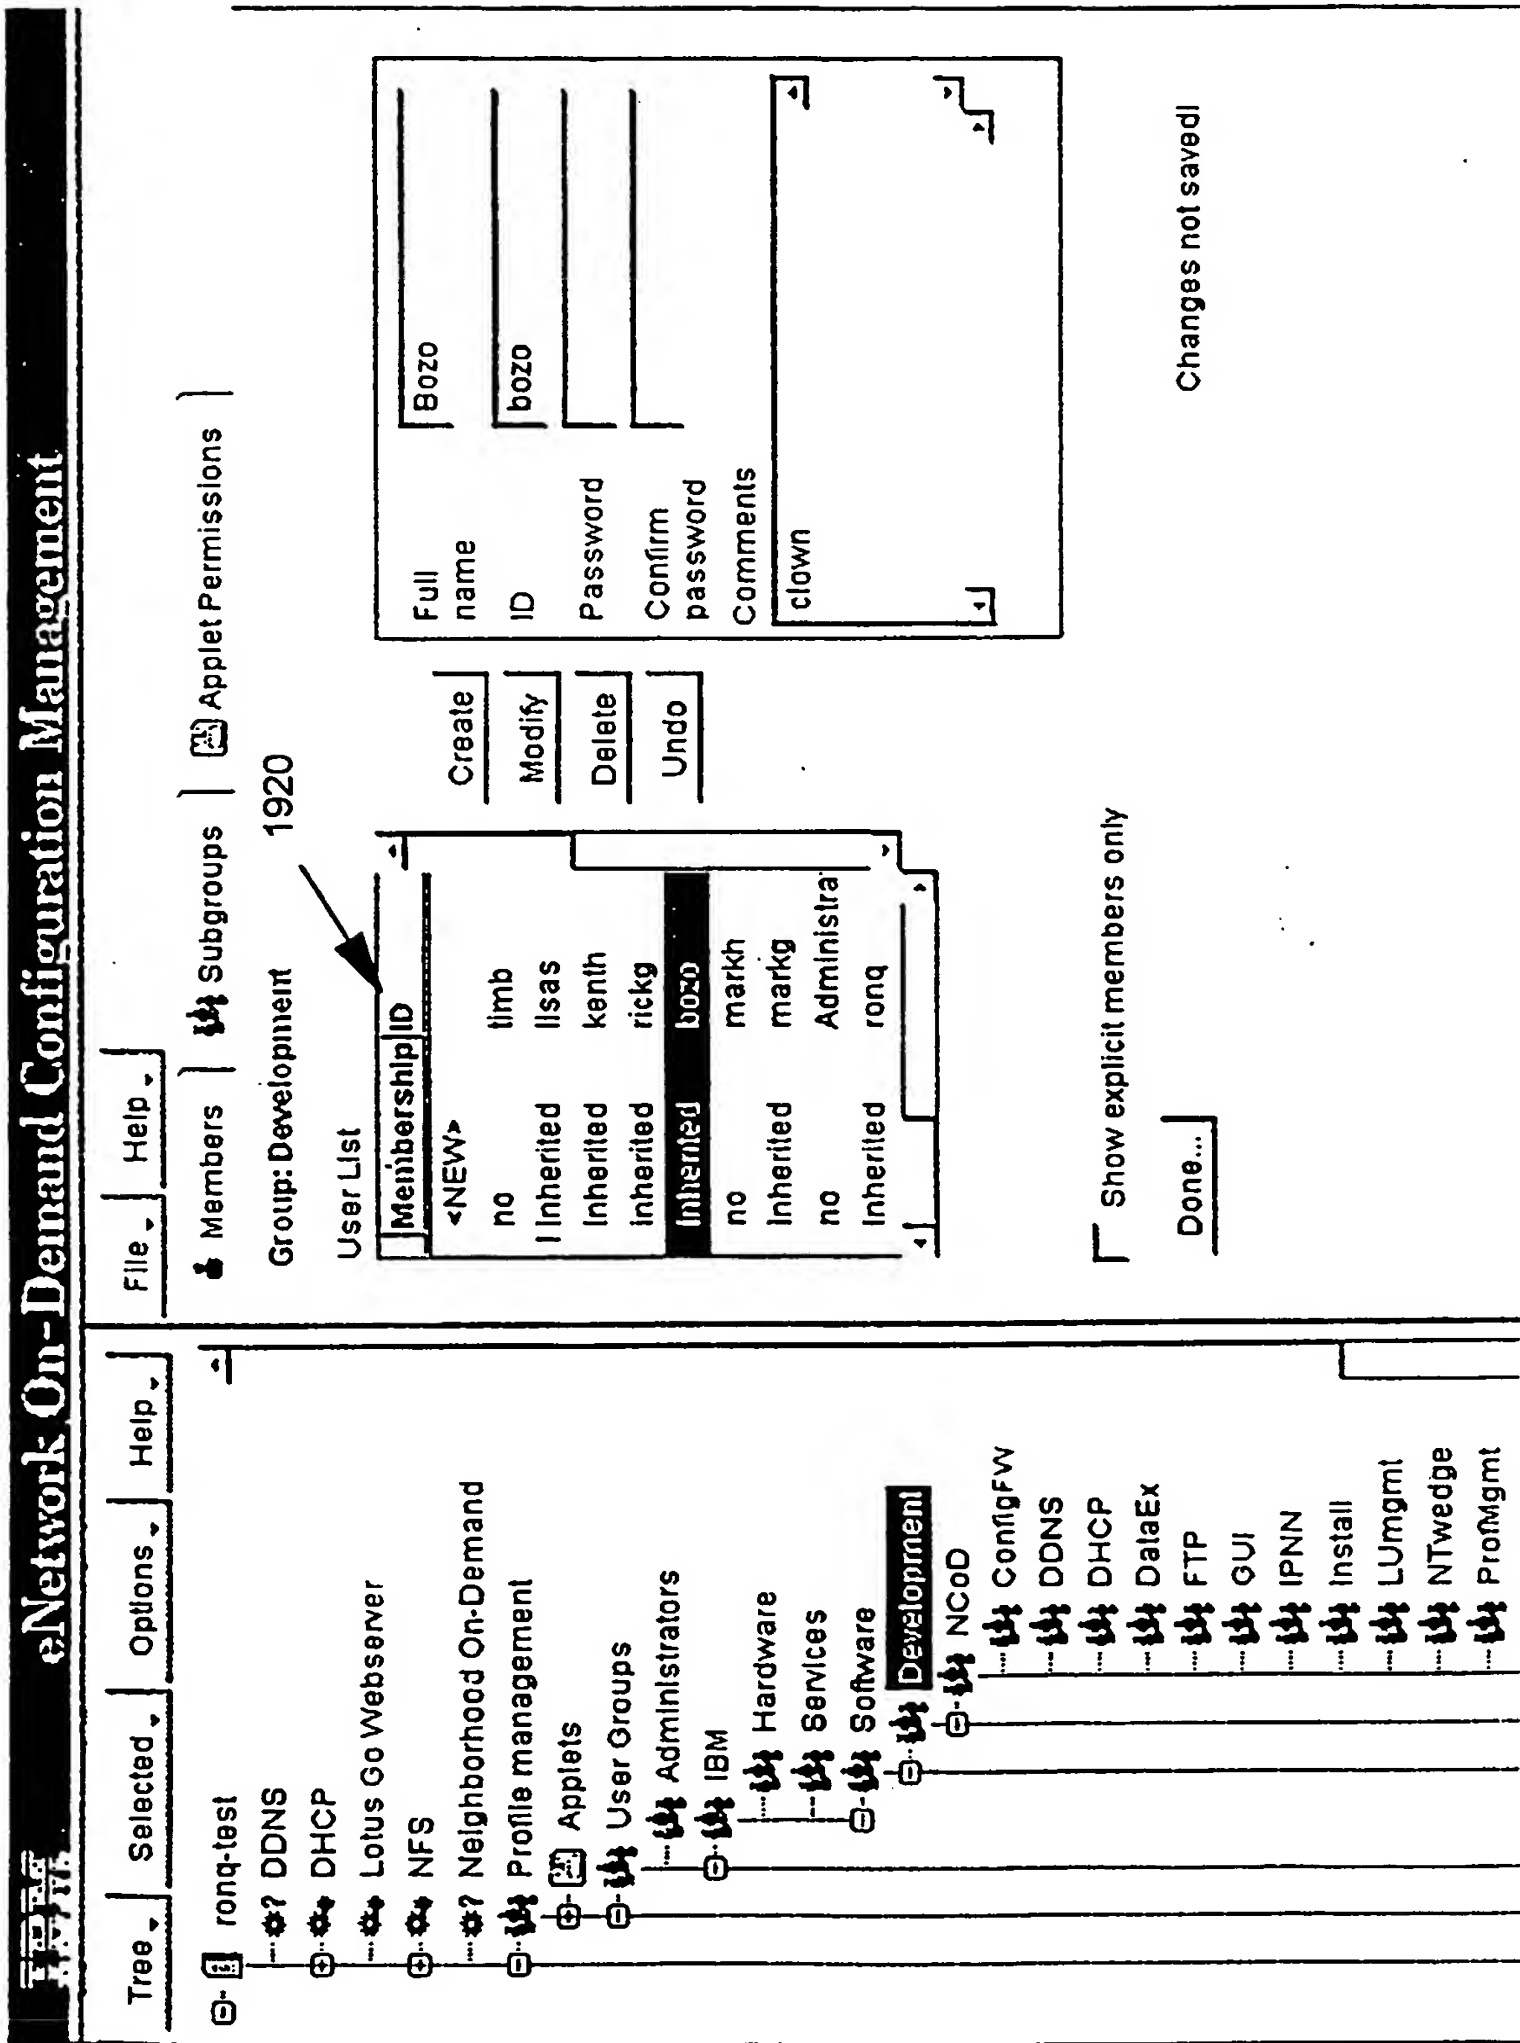 IBM eNetwork On-Demand Configuration Management
Tree Selected Options Help
ronq-test
? DDNS
DHCP
Lotus Go Webserver
NFS
? Neighborhood On-Demand
Profile management
Applets
User Groups
Administrators
IBM
Hardware
Services
Software
Development
NCoD
ConfigFW
DDNS
DHCP
DataEx
FTP
GUI
IPNN
Install
LUmgmt
NTwedge
ProfMgmt
File Help
Members Subgroups Applet Permissions
Group: Development
1920
User List
Membership ID
<NEW>
no timb
Inherited llsas
Inherited kenth
inherited rickg
Inherited bozo
no markh
Inherited markg
no Administra
Inherited ronq
Show explicit members only
Done...
Create
Modify
Delete
Undo
Full name Bozo
ID bozo
Password
Confirm password
Comments
clown
Changes not saved!